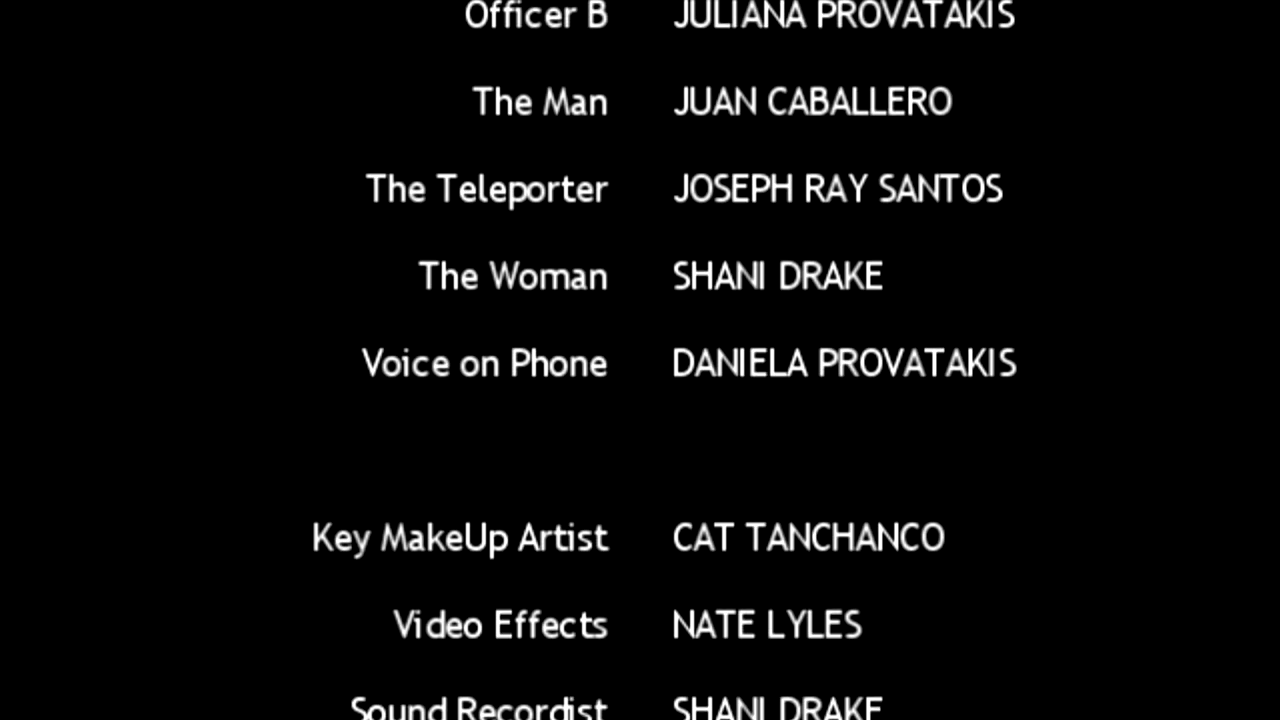 Officer B JULIANA PROVATAKIS
The Man JUAN CABALLERO
The Teleporter JOSEPH RAY SANTOS
The Woman SHANI DRAKE
Voice on Phone DANIELA PROVATAKIS
Key MakeUp Artist CAT TANCHANCO
Video Effects NATE LYLES
Sound Recordist SHANI DRAKE